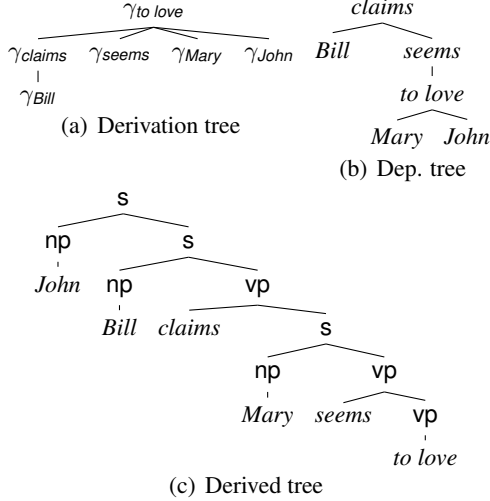 γto love
γclaims γseems γMary γJohn
γBill
(a) Derivation tree
claims
Bill seems
to love
Mary John
(b) Dep. tree
s
np s
John np vp
Bill claims s
np vp
Mary seems vp
to love
(c) Derived tree